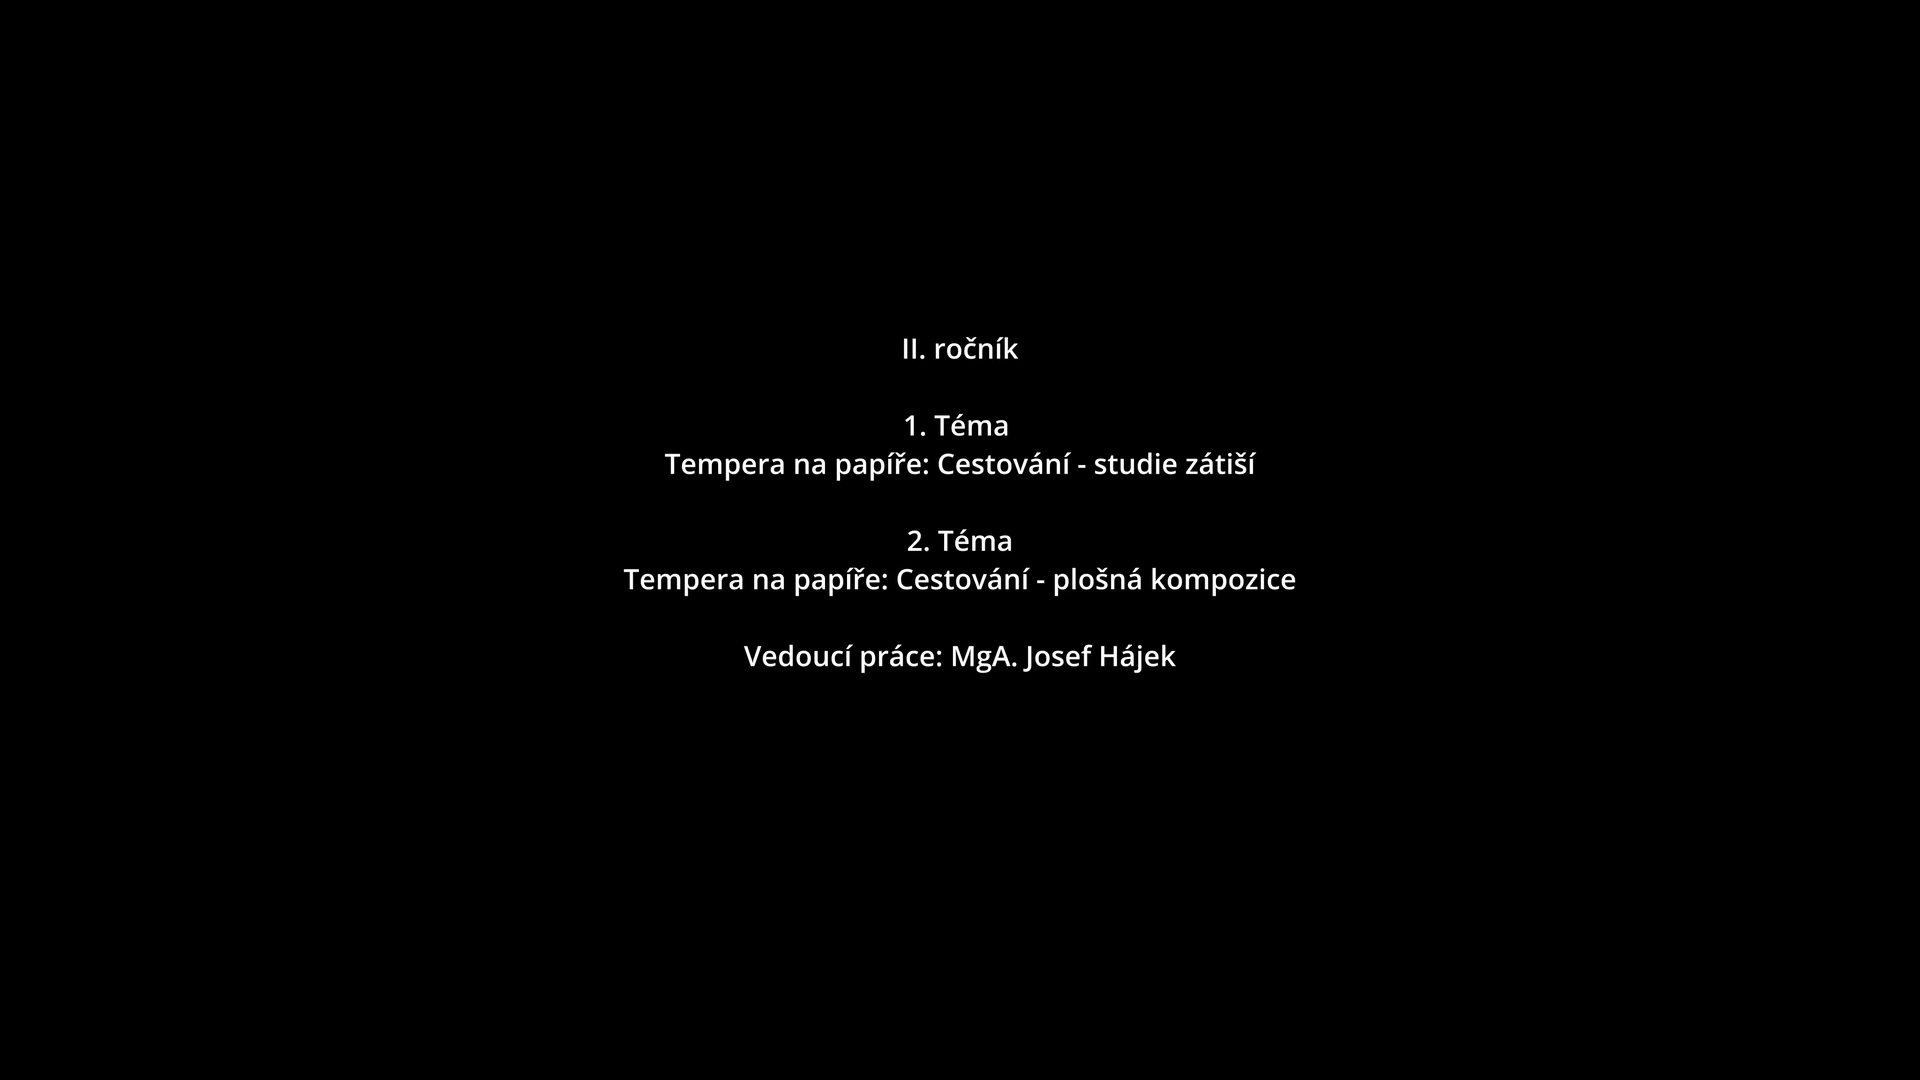 II. ročník
1. Téma
Tempera na papíře: Cestování - studie zátiší
2. Téma
Tempera na papíře: Cestování - plošná kompozice
Vedoucí práce: MgA. Josef Hájek